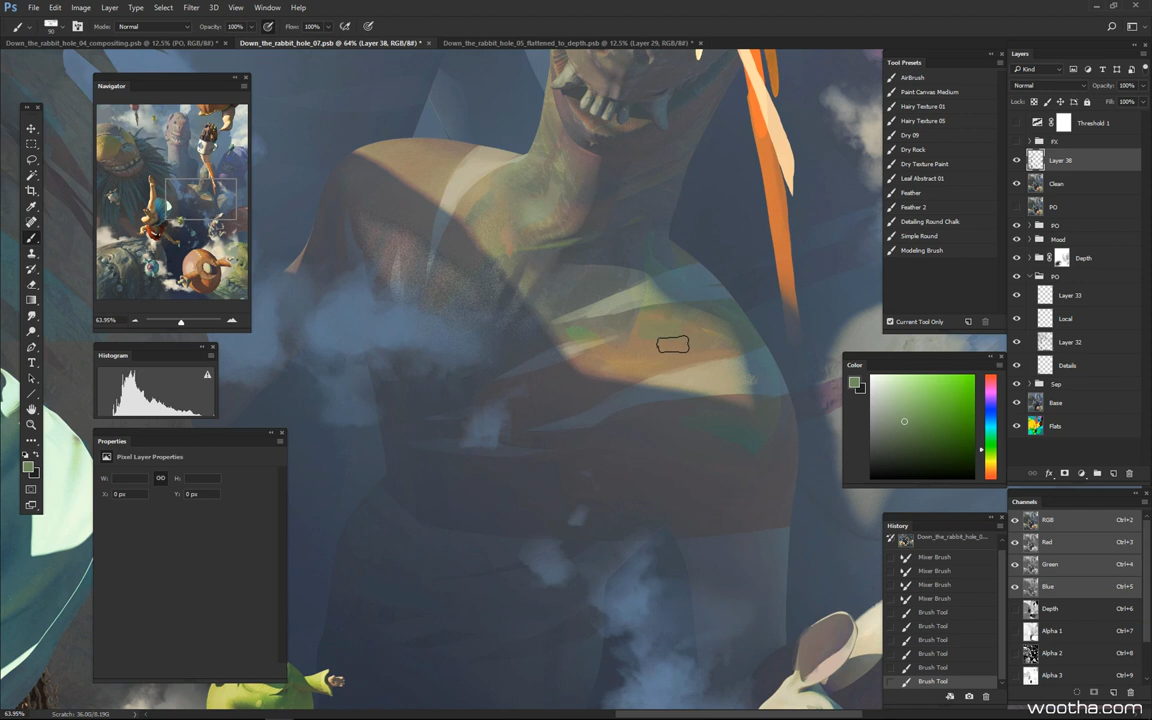 Ps File Edit Image Layer Type Select Filter 3D View Window Help
90 Mode: Normal Opacity: 100% Flow: 100%
Down_the_rabbit_hole_04_compositing.psb @ 12.5% (PO, RGB/8#) * × Down_the_rabbit_hole_07.psb @ 64% (Layer 38, RGB/8#) * × Down_the_rabbit_hole_05_flattened_to_depth.psb @ 12.5% (Layer 29, RGB/8#) * ×
Navigator
63.95%
Histogram
Properties
Pixel Layer Properties
W: H:
X: 0 px Y: 0 px
T
Tool Presets
AirBrush
Paint Canvas Medium
Hairy Texture 01
Hairy Texture 05
Dry 09
Dry Rock
Dry Texture Paint
Leaf Abstract 01
Feather
Feather 2
Detailing Round Chalk
Simple Round
Modeling Brush
Current Tool Only
Color
History
Down_the_rabbit_hole_0...
Mixer Brush
Mixer Brush
Mixer Brush
Mixer Brush
Brush Tool
Brush Tool
Brush Tool
Brush Tool
Brush Tool
Brush Tool
Layers
Kind
Normal Opacity: 100%
Lock: Fill: 100%
Threshold 1
FX
Layer 38
Clean
PO
PO
Mood
Depth
PO
Layer 33
Local
Layer 32
Details
Sep
Base
Flats
fx
Channels
RGB Ctrl+2
Red Ctrl+3
Green Ctrl+4
Blue Ctrl+5
Depth Ctrl+6
Alpha 1 Ctrl+7
Alpha 2 Ctrl+8
Alpha 3 Ctrl+9
63.95% Scratch: 36.0G/8.19G
wootha.com